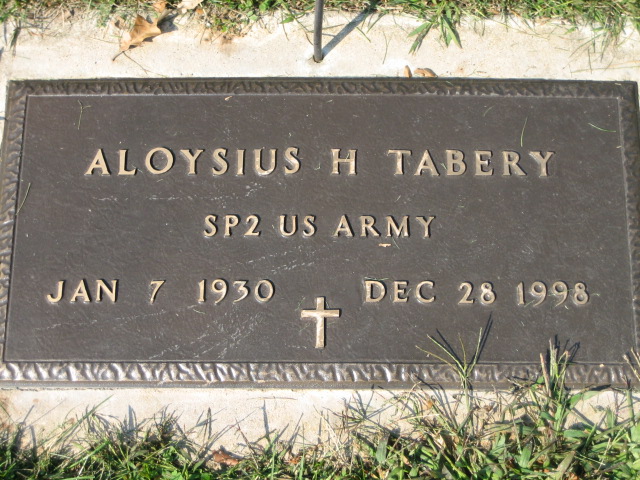 ALOYSIUS H TABERY
SP2 US ARMY
JAN 7 1930 DEC 28 1998